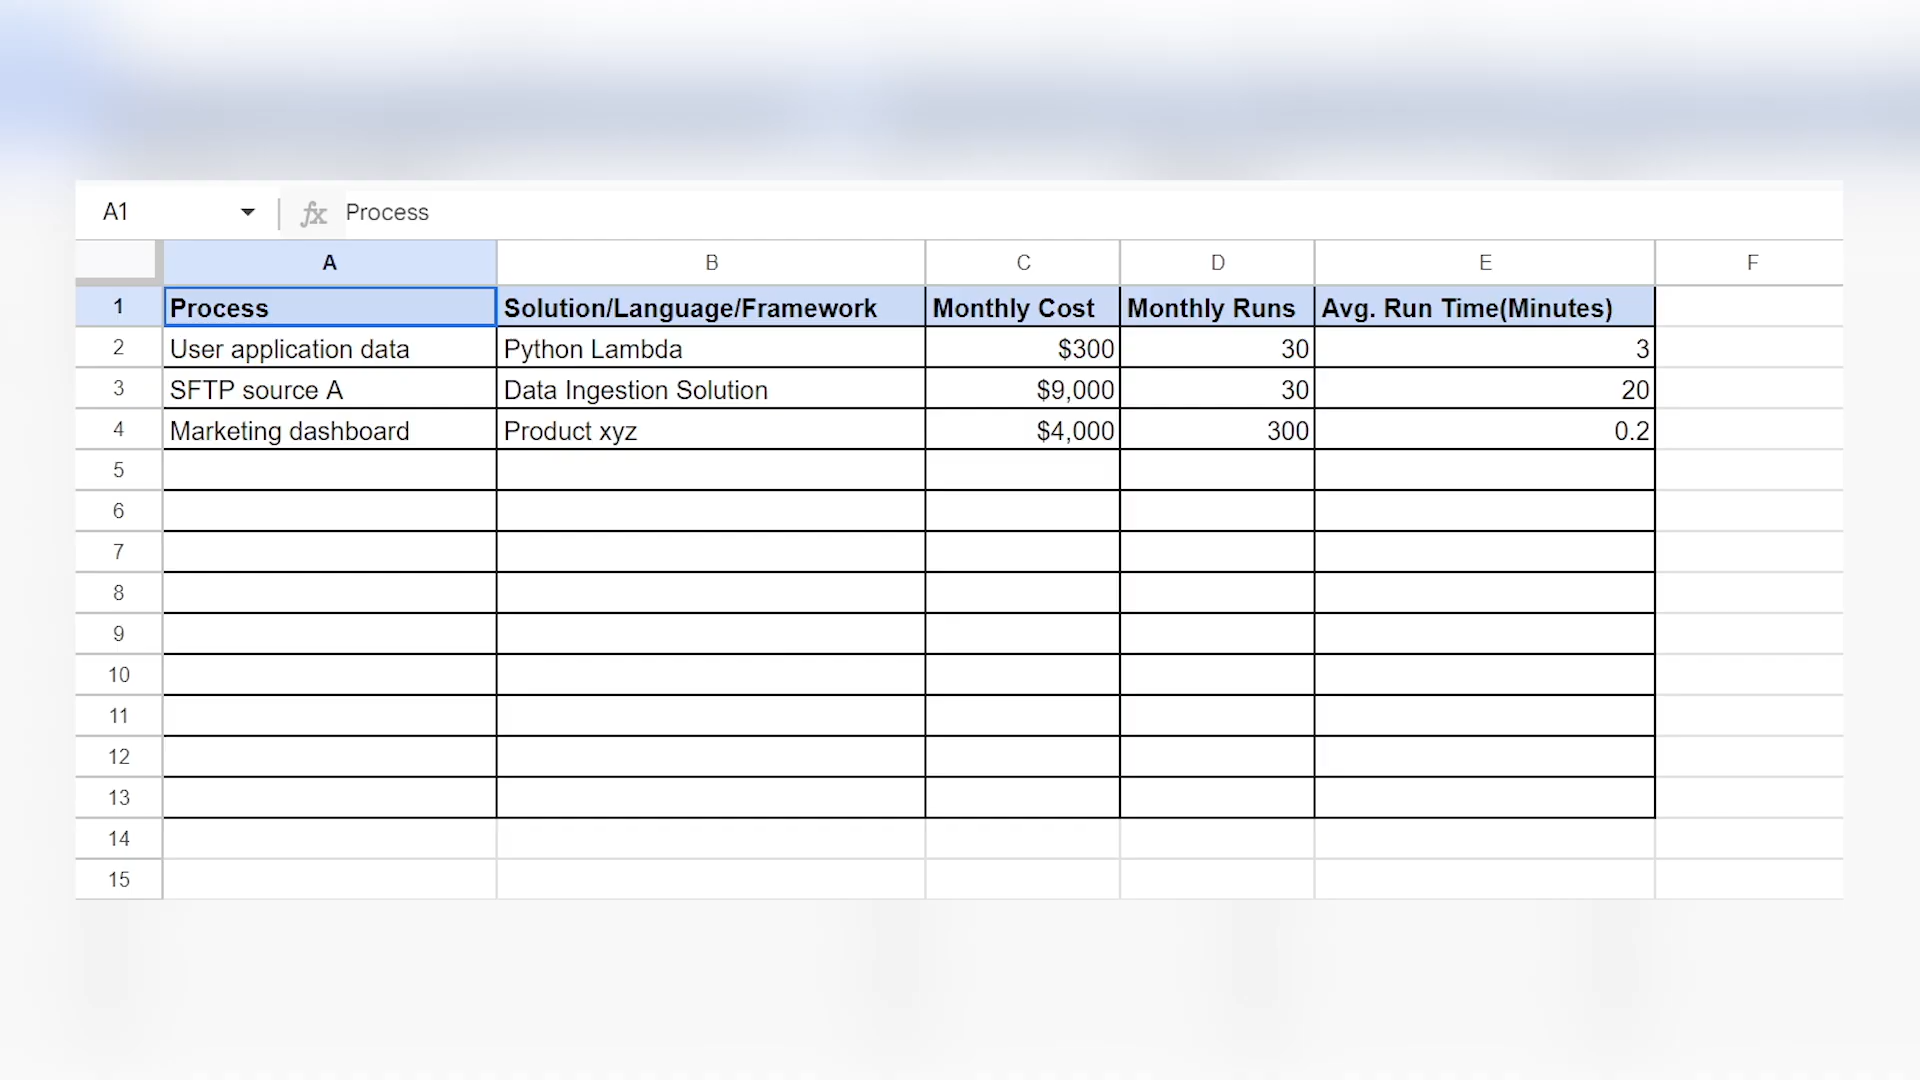 A1 fx Process
A B C D E F
1 Process Solution/Language/Framework Monthly Cost Monthly Runs Avg. Run Time(Minutes)
2 User application data Python Lambda $300 30 3
3 SFTP source A Data Ingestion Solution $9,000 30 20
4 Marketing dashboard Product xyz $4,000 300 0.2
5
6
7
8
9
10
11
12
13
14
15